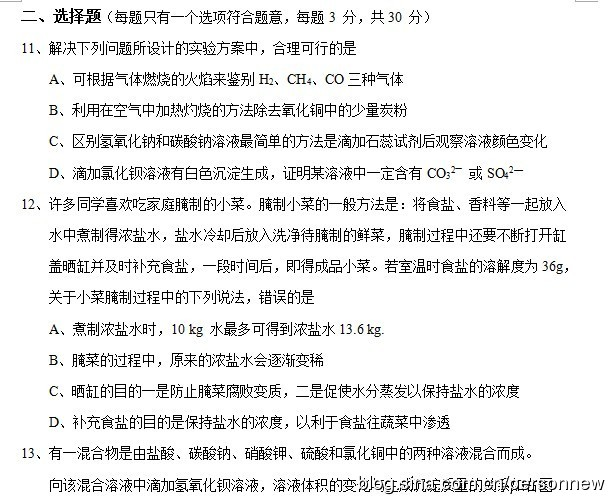 二、选择题（每题只有一个选项符合题意，每题 3 分，共 30 分）
11、解决下列问题所设计的实验方案中，合理可行的是
A、可根据气体燃烧的火焰来鉴别 H₂、CH₄、CO 三种气体
B、利用在空气中加热灼烧的方法除去氧化铜中的少量炭粉
C、区别氢氧化钠和碳酸钠溶液最简单的方法是滴加石蕊试剂后观察溶液颜色变化
D、滴加氯化钡溶液有白色沉淀生成，证明某溶液中一定含有 CO₃²⁻ 或 SO₄²⁻
12、许多同学喜欢吃家庭腌制的小菜。腌制小菜的一般方法是：将食盐、香料等一起放入
水中煮制得浓盐水，盐水冷却后放入洗净待腌制的鲜菜，腌制过程中还要不断打开缸
盖晒缸并及时补充食盐，一段时间后，即得成品小菜。若室温时食盐的溶解度为 36g，
关于小菜腌制过程中的下列说法，错误的是
A、煮制浓盐水时，10 kg 水最多可得到浓盐水 13.6 kg.
B、腌菜的过程中，原来的浓盐水会逐渐变稀
C、晒缸的目的一是防止腌菜腐败变质，二是促使水分蒸发以保持盐水的浓度
D、补充食盐的目的是保持盐水的浓度，以利于食盐往蔬菜中渗透
13、有一混合物是由盐酸、碳酸钠、硝酸钾、硫酸和氯化铜中的两种溶液混合而成。
向该混合溶液中滴加氢氧化钡溶液，溶液体积的变
blog.sina.com.cn/personnew